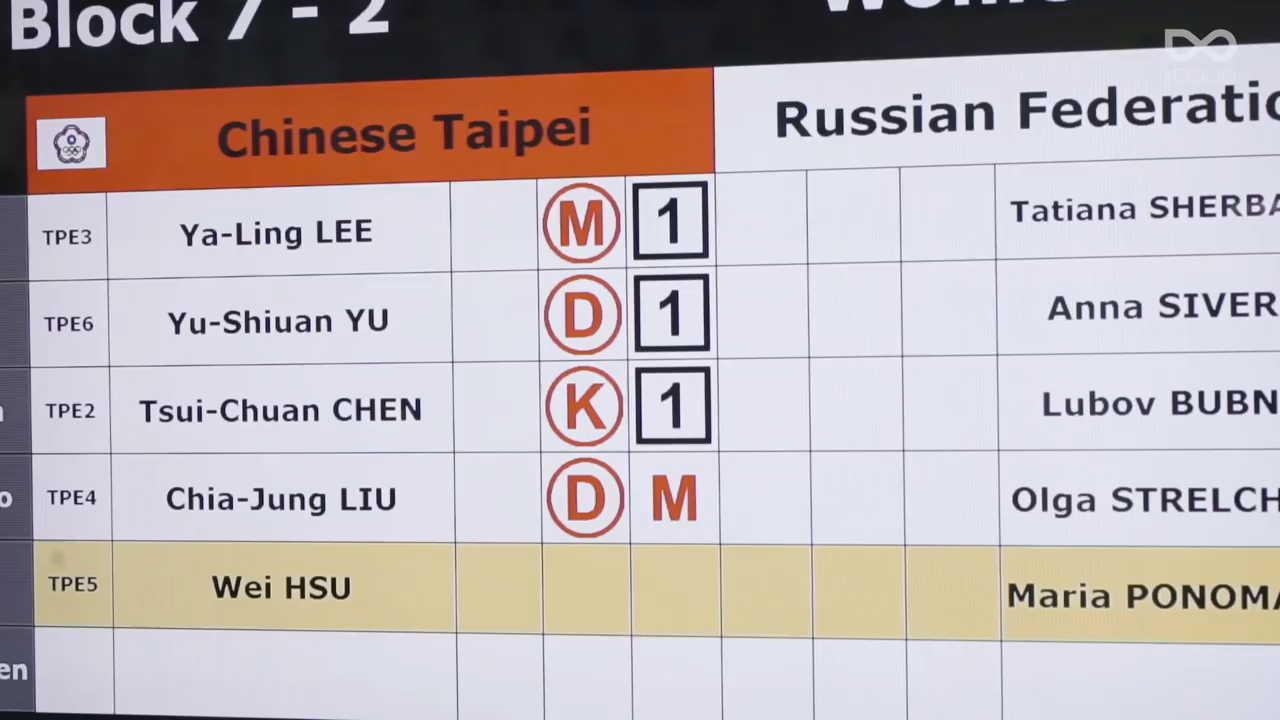 Block 7 - 2
Chinese Taipei Russian Federatio
TPE3 Ya-Ling LEE M 1 Tatiana SHERBA
TPE6 Yu-Shiuan YU D 1 Anna SIVER
TPE2 Tsui-Chuan CHEN K 1 Lubov BUBN
o TPE4 Chia-Jung LIU D M Olga STRELCH
TPE5 Wei HSU Maria PONOMA
en